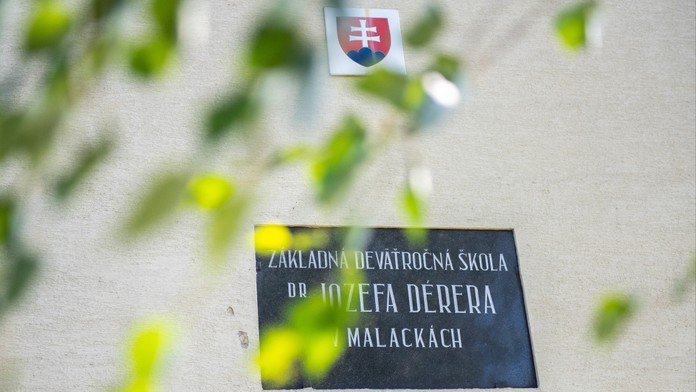 ZÁKLADNÁ DEVÄŤROČNÁ ŠKOLA
DR. JOZEFA DÉRERA
V MALACKÁCH